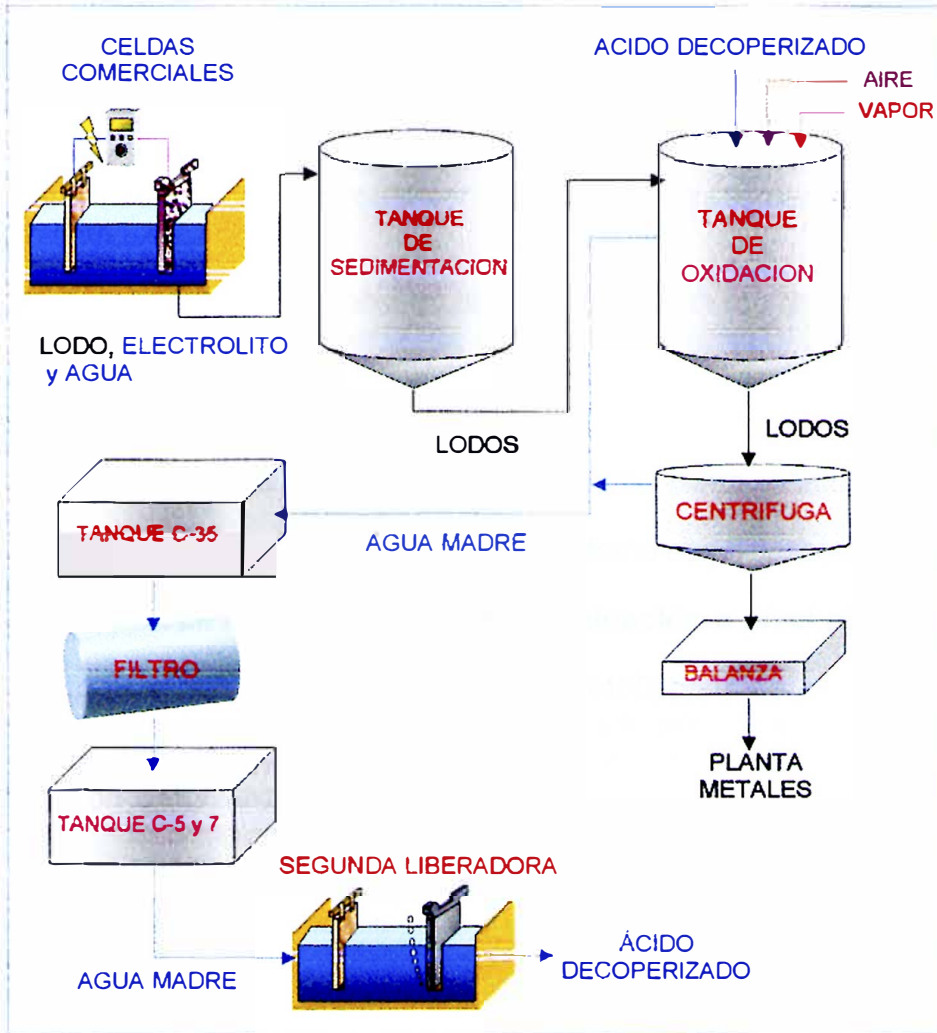 CELDAS
COMERCIALES
ACIDO DECOPERIZADO
AIRE
VAPOR
TANQUE
DE
SEDIMENTACION
TANQUE
DE
OXIDACION
LODO, ELECTROLITO
y AGUA
LODOS
LODOS
CENTRIFUGA
TANQUE C-35
AGUA MADRE
FILTRO
BALANZA
PLANTA
METALES
TANQUE C-5 y 7
SEGUNDA LIBERADORA
AGUA MADRE
ÁCIDO
DECOPERIZADO